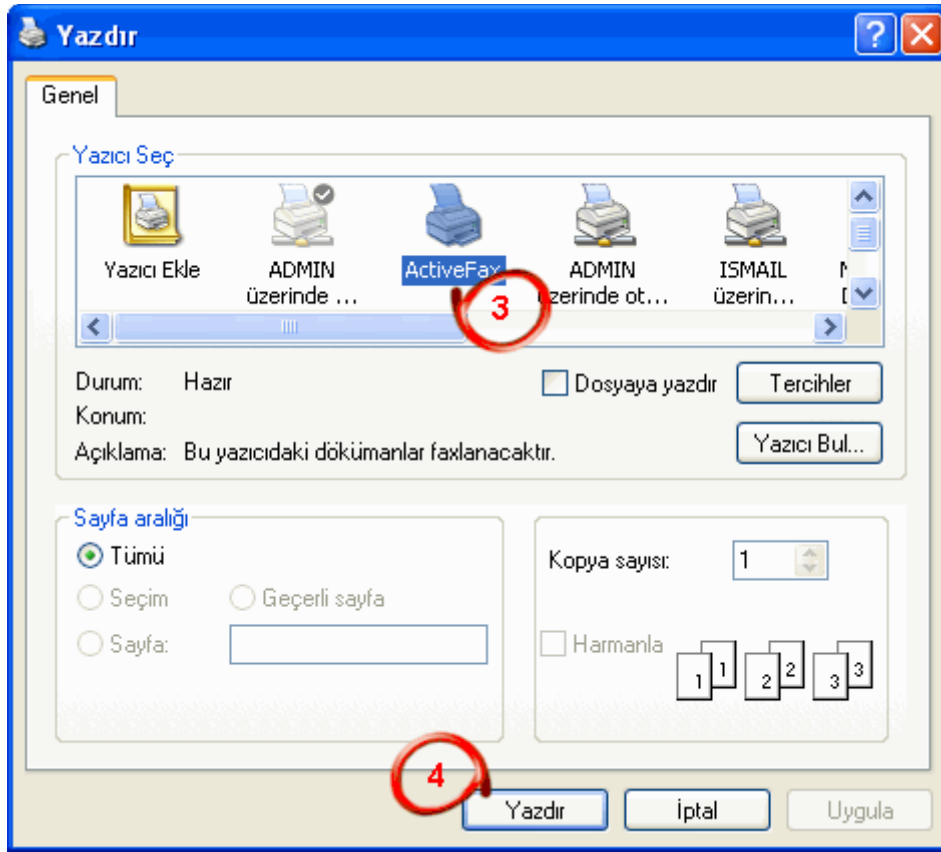 Yazdır
Genel
Yazıcı Seç
Yazıcı Ekle
ADMIN
üzerinde ...
ActiveFax
ADMIN
üzerinde ot...
ISMAIL
üzerin...
3
Durum: Hazır
Dosyaya yazdır
Tercihler
Konum:
Açıklama: Bu yazıcıdaki dökümanlar faxlanacaktır.
Yazıcı Bul...
Sayfa aralığı
Tümü
Seçim
Geçerli sayfa
Sayfa:
Kopya sayısı: 1
Harmanla
1 1 2 2 3 3
4
Yazdır
İptal
Uygula